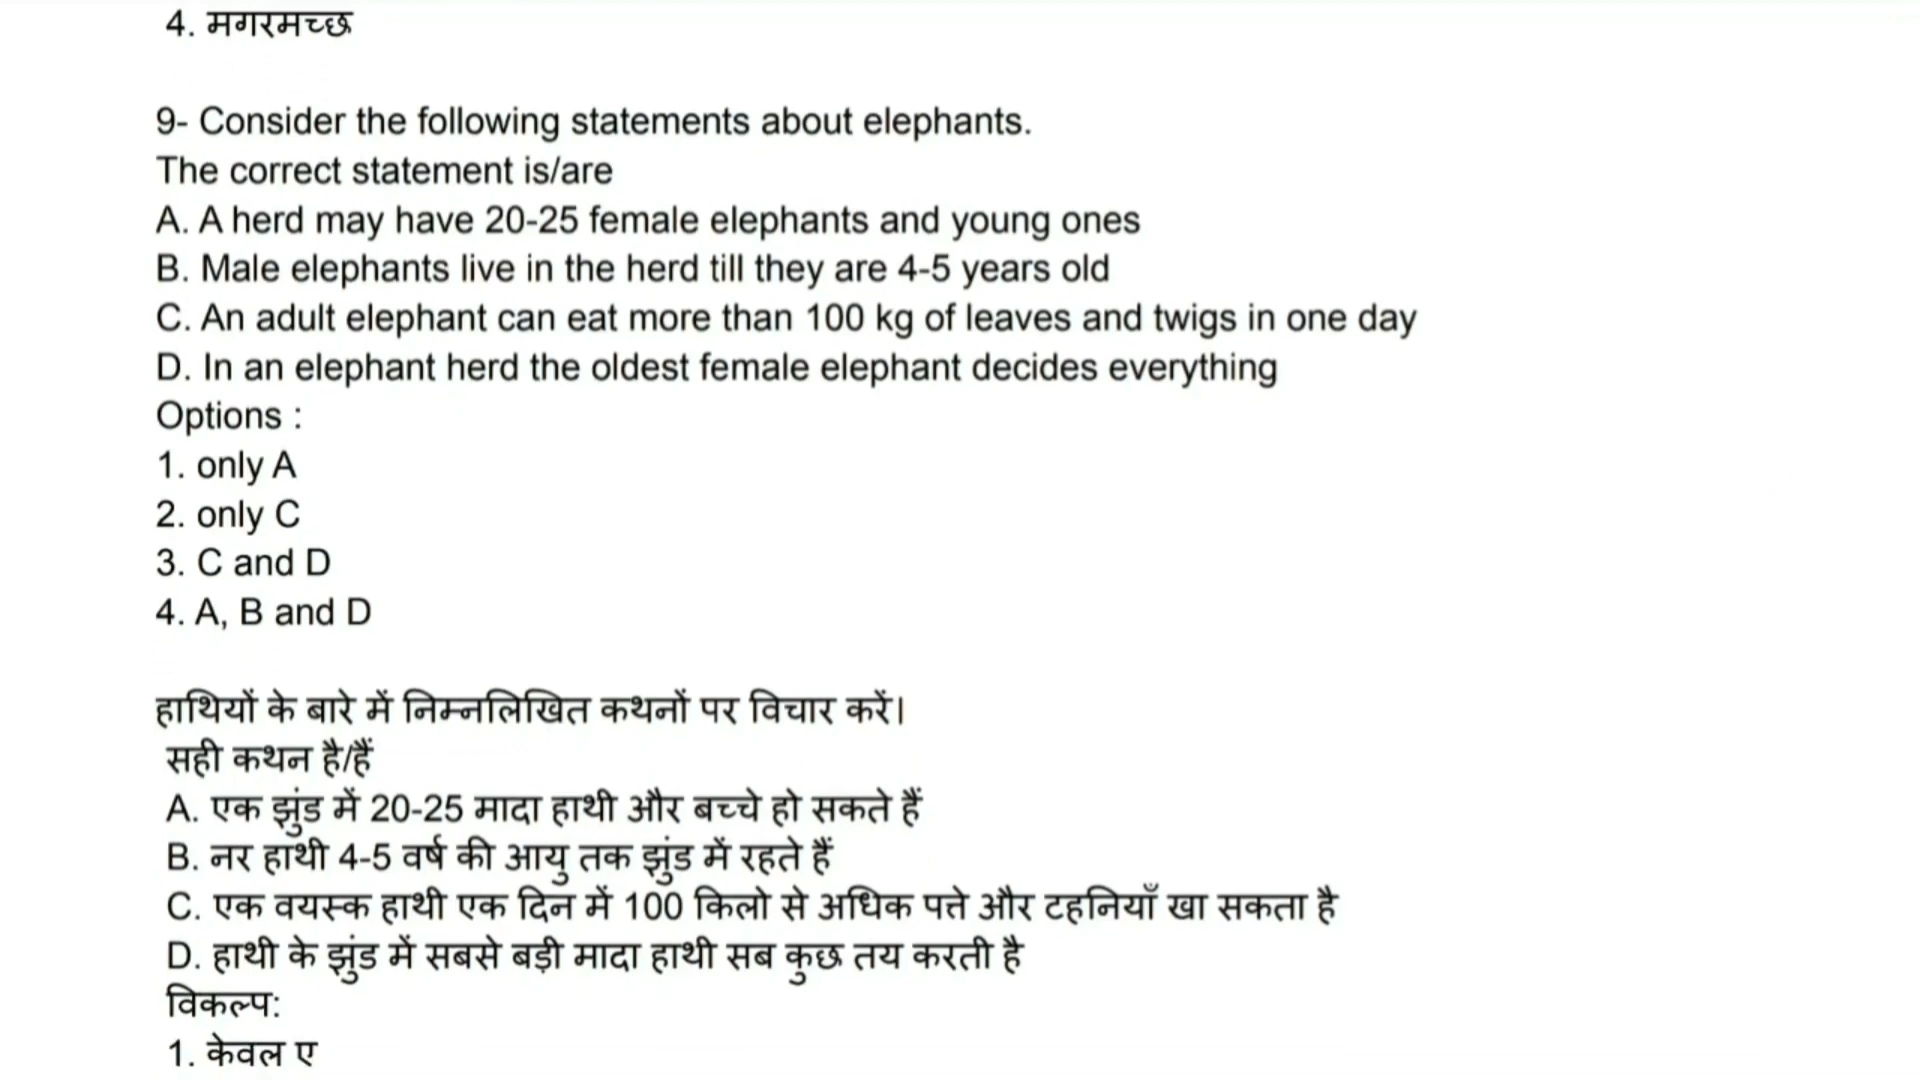 4. मगरमच्छ
9- Consider the following statements about elephants.
The correct statement is/are
A. A herd may have 20-25 female elephants and young ones
B. Male elephants live in the herd till they are 4-5 years old
C. An adult elephant can eat more than 100 kg of leaves and twigs in one day
D. In an elephant herd the oldest female elephant decides everything
Options :
1. only A
2. only C
3. C and D
4. A, B and D
हाथियों के बारे में निम्नलिखित कथनों पर विचार करें।
सही कथन है/हैं
A. एक झुंड में 20-25 मादा हाथी और बच्चे हो सकते हैं
B. नर हाथी 4-5 वर्ष की आयु तक झुंड में रहते हैं
C. एक वयस्क हाथी एक दिन में 100 किलो से अधिक पत्ते और टहनियाँ खा सकता है
D. हाथी के झुंड में सबसे बड़ी मादा हाथी सब कुछ तय करती है
विकल्प:
1. केवल ए